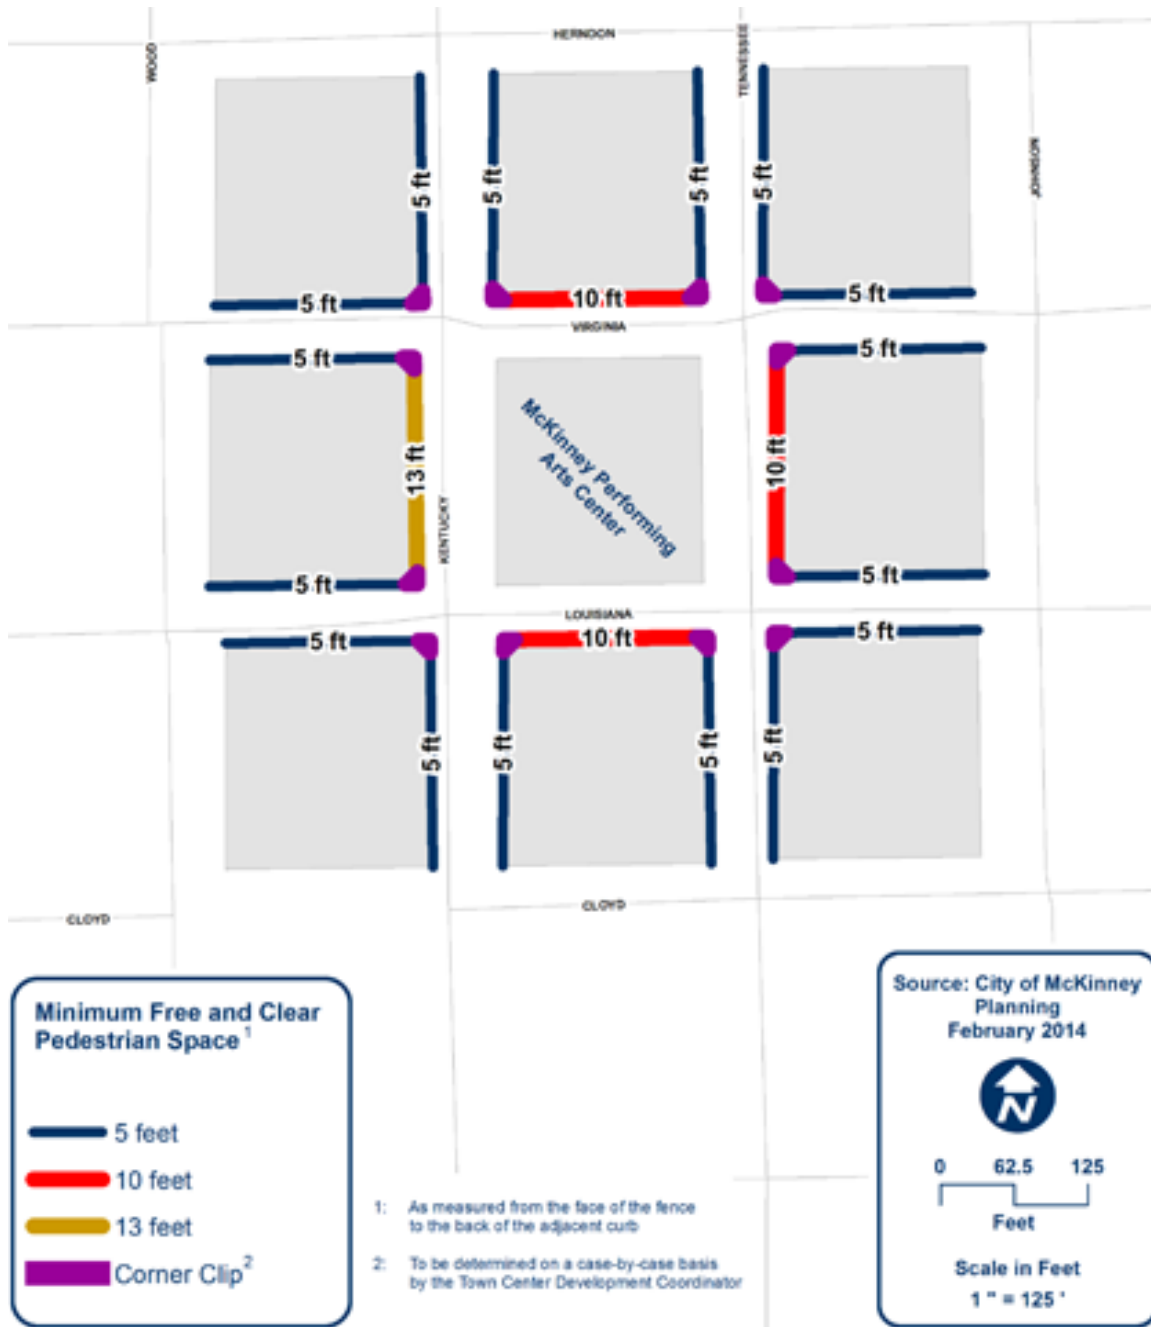 HERNDON
WOOD
TENNESSEE
JOHNSON
5 ft
5 ft
5 ft
5 ft
5 ft
10 ft
5 ft
VIRGINIA
5 ft
5 ft
13 ft
McKinney Performing
Arts Center
10 ft
KENTUCKY
5 ft
5 ft
LOUISIANA
5 ft
10 ft
5 ft
5 ft
5 ft
5 ft
5 ft
CLOYD
CLOYD
Minimum Free and Clear
Pedestrian Space 1
5 feet
10 feet
13 feet
Corner Clip2
1: As measured from the face of the fence
to the back of the adjacent curb
2: To be determined on a case-by-case basis
by the Town Center Development Coordinator
Source: City of McKinney
Planning
February 2014
N
0 62.5 125
Feet
Scale in Feet
1 " = 125 '